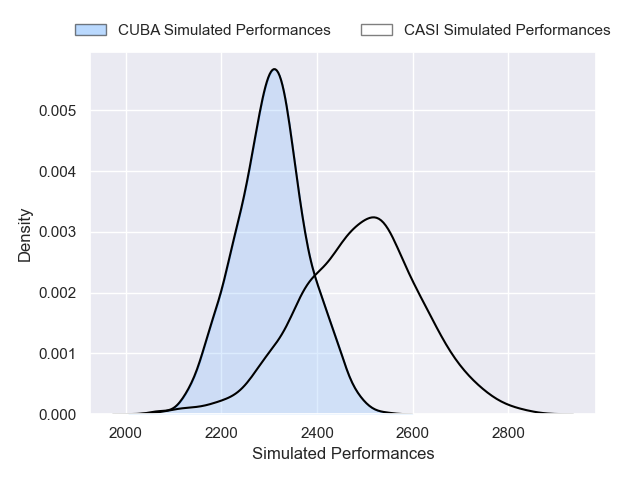 CUBA Simulated Performances
CASI Simulated Performances
Density
0.005
0.004
0.003
0.002
0.001
0.000
2000
2200
2400
2600
2800
Simulated Performances